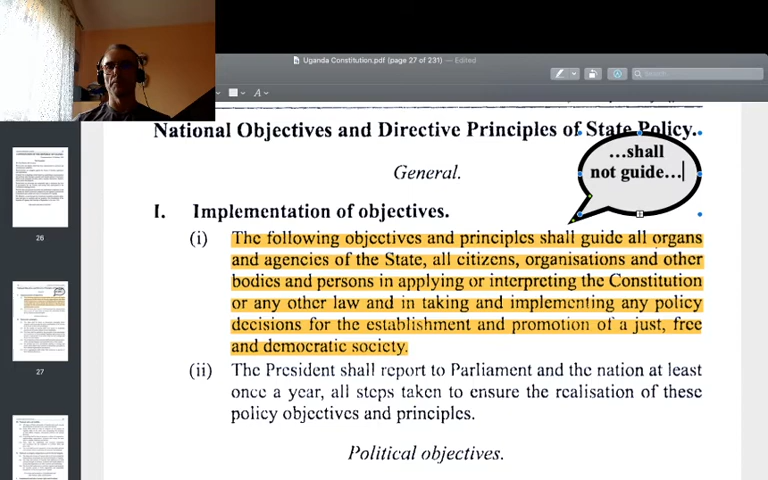 Uganda Constitution.pdf (page 27 of 231) — Edited
Search
National Objectives and Directive Principles of State Policy.
General.
...shall
not guide...
I. Implementation of objectives.
(i) The following objectives and principles shall guide all organs
and agencies of the State, all citizens, organisations and other
bodies and persons in applying or interpreting the Constitution
or any other law and in taking and implementing any policy
decisions for the establishment and promotion of a just, free
and democratic society.
(ii) The President shall report to Parliament and the nation at least
once a year, all steps taken to ensure the realisation of these
policy objectives and principles.
Political objectives.
26
27